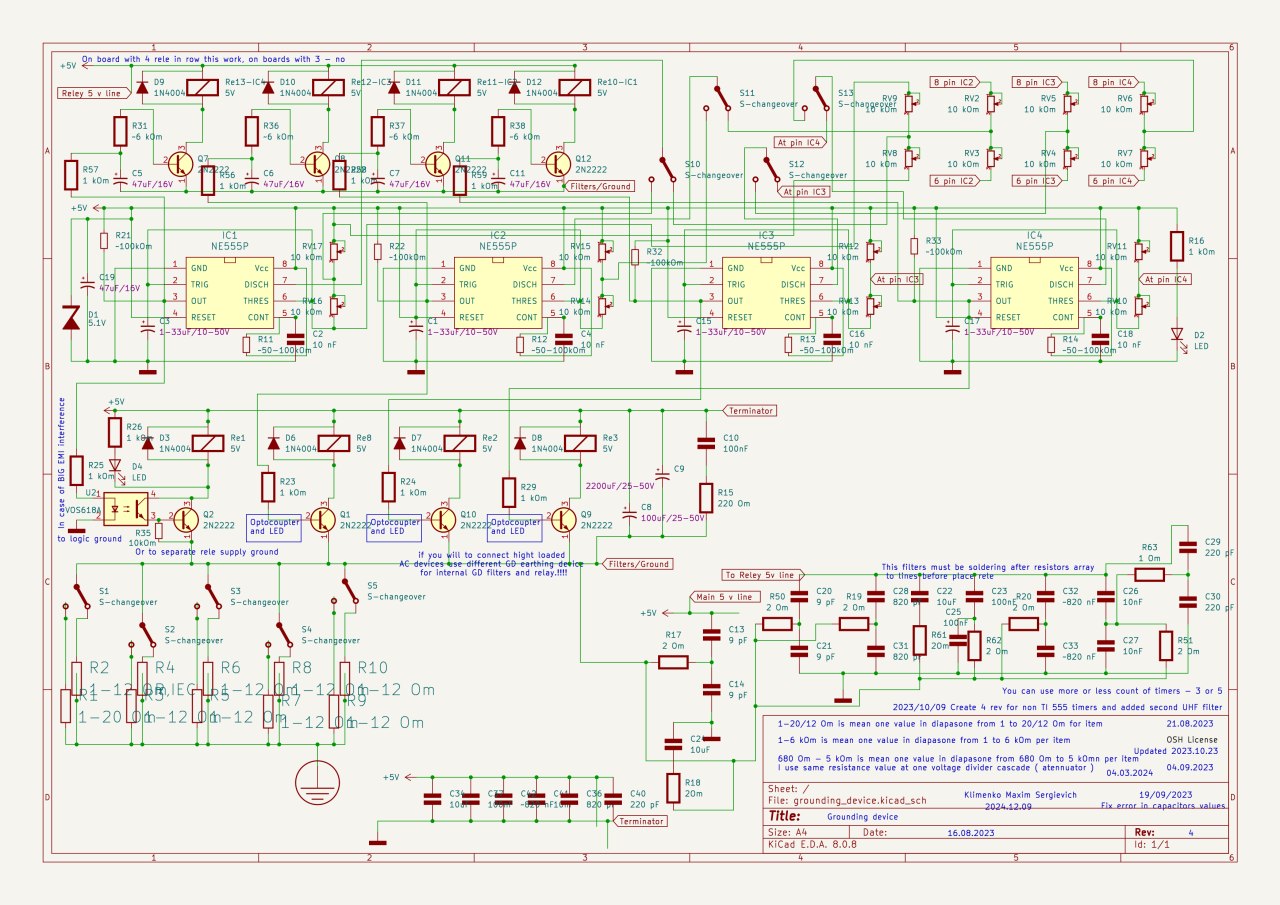 1 2 3 4 5 6
On board with 4 rele in row this work, on boards with 3 - no
+5V
Reley 5 v line
D9
1N4004
Re13-IC4
5V
D10
1N4004
Re12-IC3
5V
D11
1N4004
Re11-IC2
5V
D12
1N4004
Re10-IC1
5V
S11
S-changeover
S13
S-changeover
8 pin IC2
8 pin IC3
8 pin IC4
RV9
10 kOm
RV2
10 kOm
RV5
10 kOm
RV6
10 kOm
R31
~6 kOm
R36
~6 kOm
R37
~6 kOm
R38
~6 kOm
At pin IC4
A
A
R57
1 kOm
C5
47uF/16V
Q7
2N2222
R56
1 kOm
C6
47uF/16V
Q8
2N2222
1 kOm
C7
47uF/16V
Q11
2N2222
R59
1 kOm
C11
47uF/16V
Q12
2N2222
Filters/Ground
S10
S-changeover
S12
S-changeover
At pin IC3
RV8
10 kOm
RV3
10 kOm
RV4
10 kOm
RV7
10 kOm
6 pin IC2
6 pin IC3
6 pin IC4
+5V
R21
~100kOm
IC1
NE555P
RV17
10 kOm
R22
~100kOm
IC2
NE555P
RV15
10 kOm
R32
~100kOm
IC3
NE555P
RV12
10 kOm
R33
~100kOm
IC4
NE555P
RV11
10 kOm
R16
1 kOm
GND Vcc
TRIG DISCH
OUT THRES
RESET CONT
GND Vcc
TRIG DISCH
OUT THRES
RESET CONT
GND Vcc
TRIG DISCH
OUT THRES
RESET CONT
GND Vcc
TRIG DISCH
OUT THRES
RESET CONT
At pin IC3
At pin IC4
C19
47uF/16V
D1
5.1V
C3
1-33uF/10-50V
RV16
10 kOm
R11
~50-100kOm
C2
10 nF
C1
1-33uF/10-50V
RV14
10 kOm
R12
~50-100kOm
C4
10 nF
C15
1-33uF/10-50V
RV13
10 kOm
R13
~50-100kOm
C16
10 nF
C17
1-33uF/10-50V
RV10
10 kOm
R14
~50-100kOm
C18
10 nF
D2
LED
B
B
In case of BIG EMI interference
+5V
Terminator
R26
1 kOm
D3
1N4004
Re1
5V
D6
1N4004
Re8
5V
D7
1N4004
Re2
5V
D8
1N4004
Re3
5V
C10
100nF
R25
1 kOm
D4
LED
R23
1 kOm
R24
1 kOm
R29
1 kOm
C9
2200uF/25-50V
R15
220 Om
U2
VOS618A
Q2
2N2222
Optocoupler
and LED
Q1
2N2222
Optocoupler
and LED
Q10
2N2222
Optocoupler
and LED
Q9
2N2222
C8
100uF/25-50V
R35
10kOm
to logic ground
Or to separate rele supply ground
if you will to connect hight loaded
AC devices use different GD earthing device
for internal GD filters and relay.!!!!
Filters/Ground
C
C
S1
S-changeover
S3
S-changeover
S5
S-changeover
S2
S-changeover
S4
S-changeover
R2
R4
R6
R8
R10
1-12 Om
R1
R3
R5
R7
R9
1-20 Om
1-12 Om
1-12 Om
1-12 Om
1-12 Om
To Reley 5v line
Main 5 v line
+5V
R17
2 Om
C13
9 pF
C14
9 pF
10uF
R18
2Om
This filters must be soldering after resistors array
to lines before place rele
R50
2 Om
C20
9 pF
C21
9 pF
R19
2 Om
C28
820 pF
C31
820 pF
C22
10uF
R61
2Om
C25
100nF
C23
100nF
R62
2 Om
R20
2 Om
C32
~820 nF
C33
~820 nF
C26
10nF
C27
10nF
R63
1 Om
R51
2 Om
C29
220 pF
C30
220 pF
+5V
C34
10uF
C37
100nF
C42
~820 nF
C41
10nF
C36
820 pF
C40
220 pF
Terminator
D
D
You can use more or less count of timers - 3 or 5
2023/10/09 Create 4 rev for non TI 555 timers and added second UHF filter
1-20/12 Om is mean one value in diapasone from 1 to 20/12 Om for item
21.08.2023
1-6 kOm is mean one value in diapasone from 1 to 6 kOm per item
OSH License
Updated 2023.10.23
680 Om - 5 kOm is mean one value in diapasone from 680 Om to 5 kOmn per item
I use same resistance value at one voltage divider cascade ( atennuator )
04.09.2023
04.03.2024
Sheet: /
File: grounding_device.kicad_sch
Klimenko Maxim Sergievich
19/09/2023
2024.12.09
Fix error in capacitors values
Title: Grounding device
Size: A4
Date: 16.08.2023
Rev: 4
KiCad E.D.A. 8.0.8
Id: 1/1
1 2 3 4 5 6